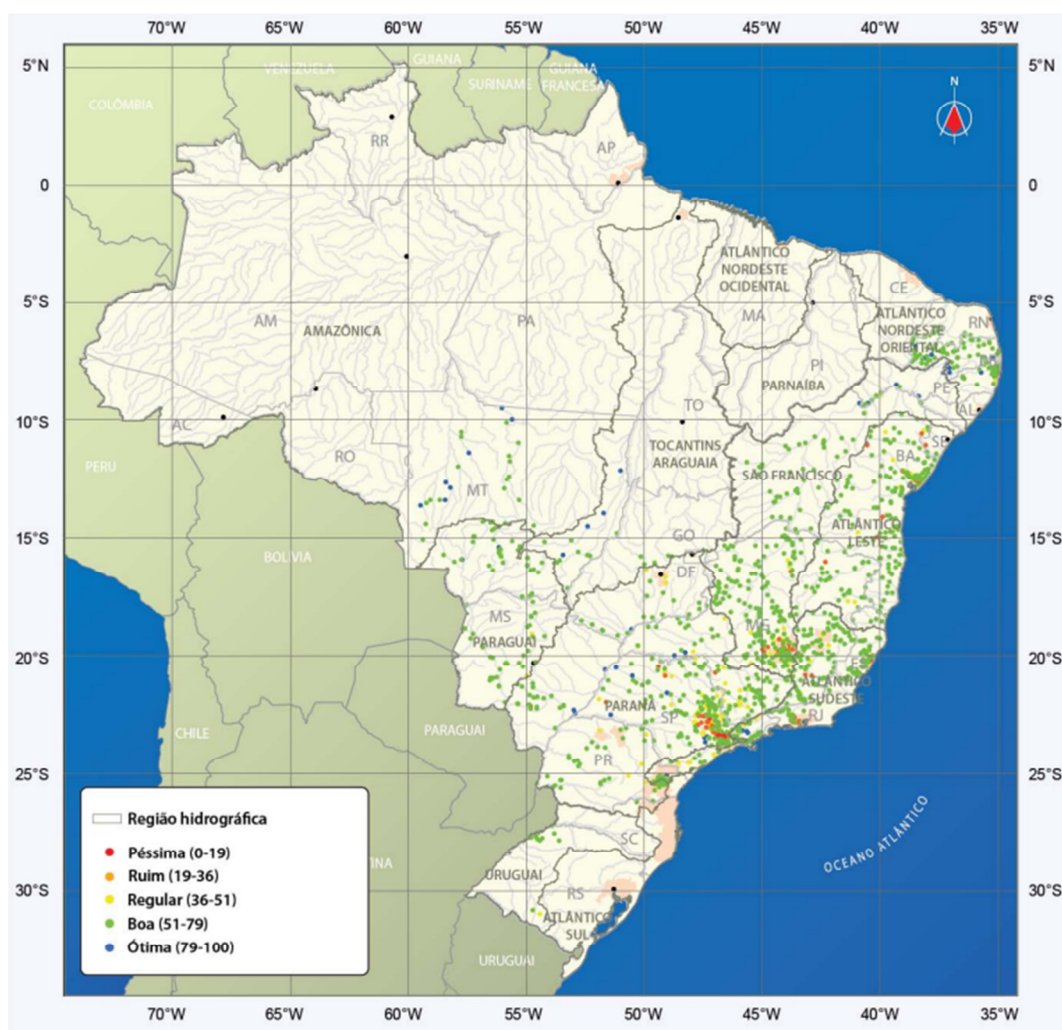 70°W 65°W 60°W 55°W 50°W 45°W 40°W 35°W
5°N
5°N
GUIANA
VENEZUELA
SURINAME
GUIANA
FRANCESA
COLÔMBIA
N
RR
AP
0
0
ATLÂNTICO
NORDESTE
OCIDENTAL
CE
5°S
5°S
AM
AMAZÔNICA
PA
MA
ATLÂNTICO
NORDESTE
ORIENTAL
RN
PI
PARNAÍBA
PE
TO
AL
10°S
10°S
AC
RO
TOCANTINS
ARAGUAIA
SE
BA
PERU
MT
SÃO FRANCISCO
ATLÂNTICO
LESTE
15°S
15°S
GO
DF
BOLÍVIA
MS
PARAGUAI
MG
20°S
20°S
ES
ATLÂNTICO
SUDESTE
PARANÁ
SP
RJ
CHILE
PARAGUAI
PR
25°S
25°S
SC
URUGUAI
RS
ATLÂNTICO
SUL
30°S
30°S
OCEANO ATLÂNTICO
TINA
URUGUAI
Região hidrográfica
Péssima (0-19)
Ruim (19-36)
Regular (36-51)
Boa (51-79)
Ótima (79-100)
70°W 65°W 60°W 55°W 50°W 45°W 40°W 35°W